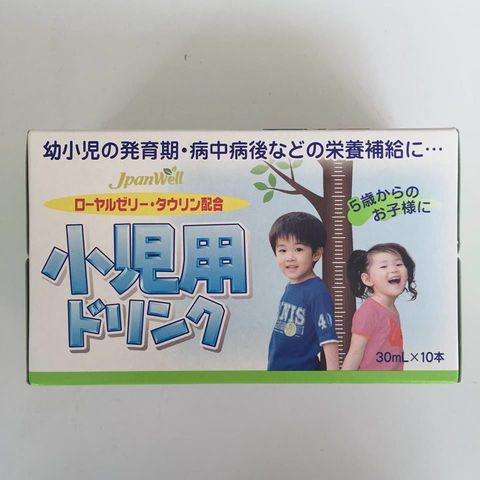 幼小児の発育期・病中病後などの栄養補給に…
JpanWell
ローヤルゼリー・タウリン配合
小児用
ドリンク
5歳からの
お子様に
30mL×10本